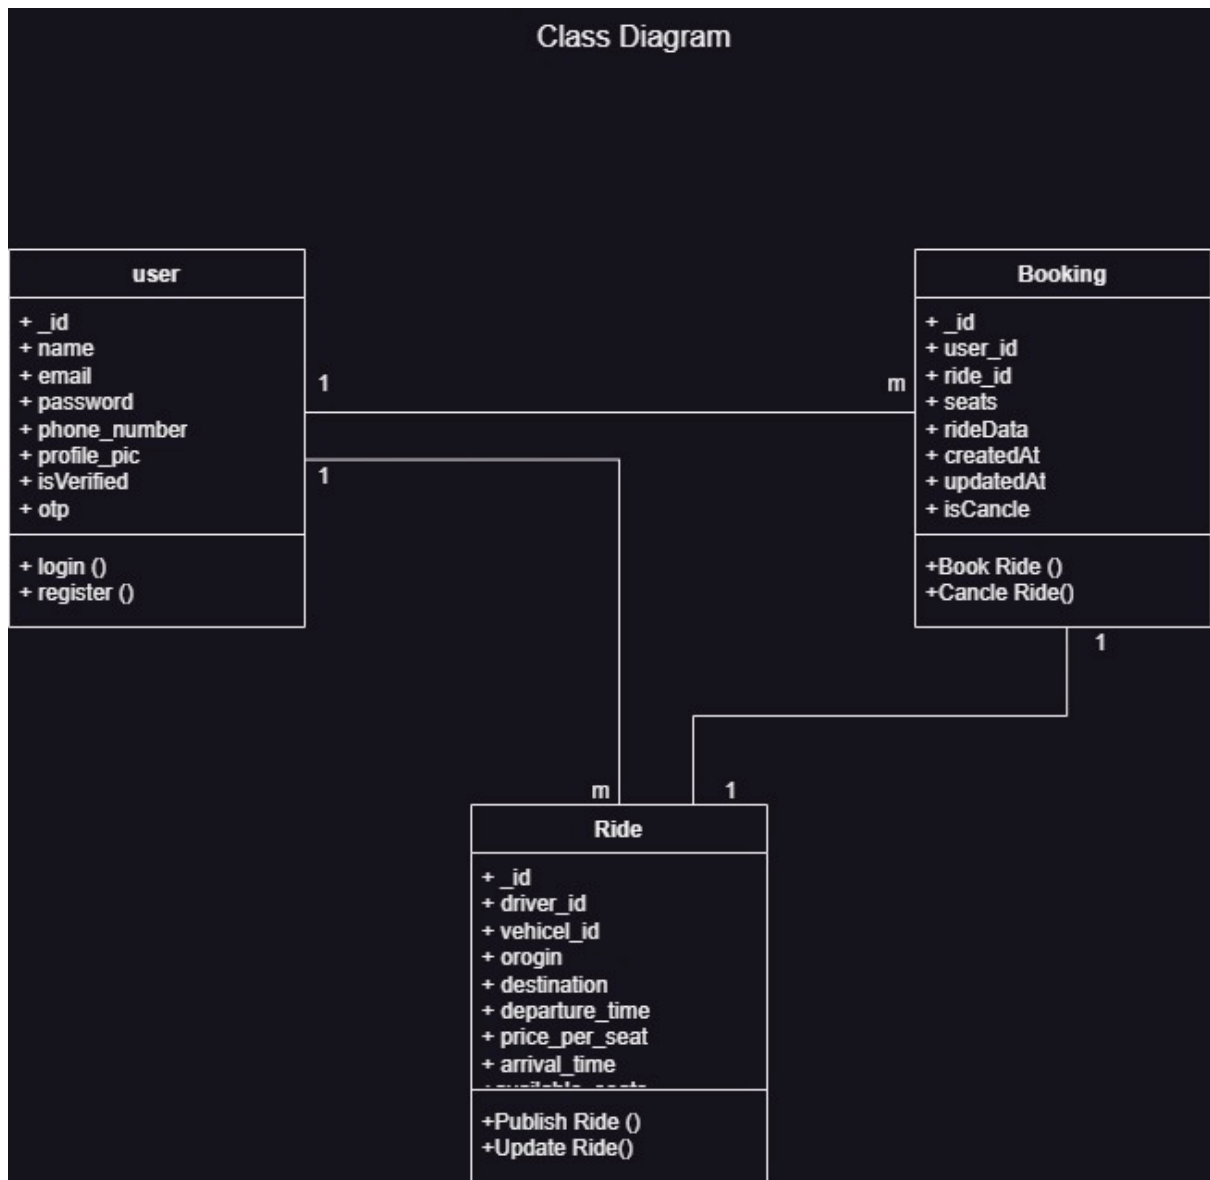 Class Diagram
user
+ _id
+ name
+ email
+ password
+ phone_number
+ profile_pic
+ isVerified
+ otp
+ login ()
+ register ()
1
1
m
Booking
+ _id
+ user_id
+ ride_id
+ seats
+ rideData
+ createdAt
+ updatedAt
+ isCancle
+Book Ride ()
+Cancle Ride()
1
m
1
Ride
+ _id
+ driver_id
+ vehicel_id
+ orogin
+ destination
+ departure_time
+ price_per_seat
+ arrival_time
+Publish Ride ()
+Update Ride()